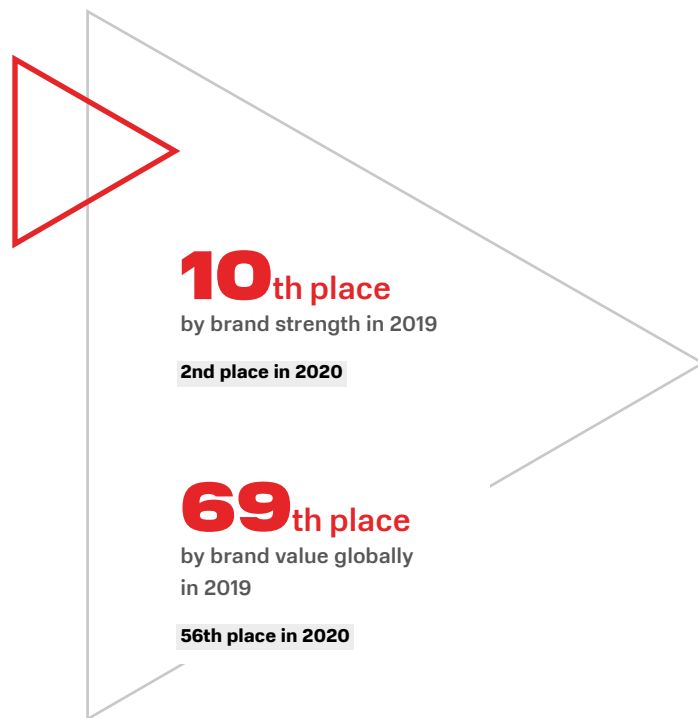 10th place
by brand strength in 2019
2nd place in 2020
69th place
by brand value globally
in 2019
56th place in 2020